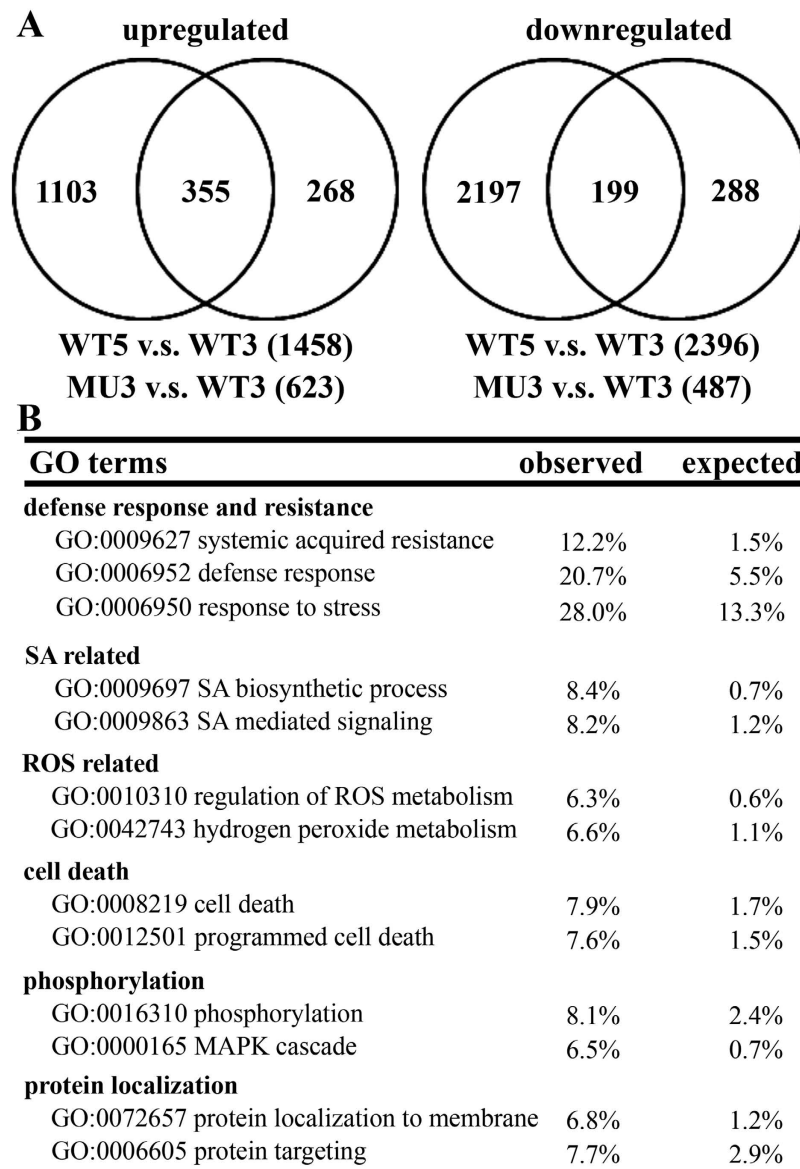 A
upregulated downregulated
1103 355 268 2197 199 288
WT5 v.s. WT3 (1458) WT5 v.s. WT3 (2396)
MU3 v.s. WT3 (623) MU3 v.s. WT3 (487)
B
GO terms observed expected
defense response and resistance
GO:0009627 systemic acquired resistance 12.2% 1.5%
GO:0006952 defense response 20.7% 5.5%
GO:0006950 response to stress 28.0% 13.3%
SA related
GO:0009697 SA biosynthetic process 8.4% 0.7%
GO:0009863 SA mediated signaling 8.2% 1.2%
ROS related
GO:0010310 regulation of ROS metabolism 6.3% 0.6%
GO:0042743 hydrogen peroxide metabolism 6.6% 1.1%
cell death
GO:0008219 cell death 7.9% 1.7%
GO:0012501 programmed cell death 7.6% 1.5%
phosphorylation
GO:0016310 phosphorylation 8.1% 2.4%
GO:0000165 MAPK cascade 6.5% 0.7%
protein localization
GO:0072657 protein localization to membrane 6.8% 1.2%
GO:0006605 protein targeting 7.7% 2.9%